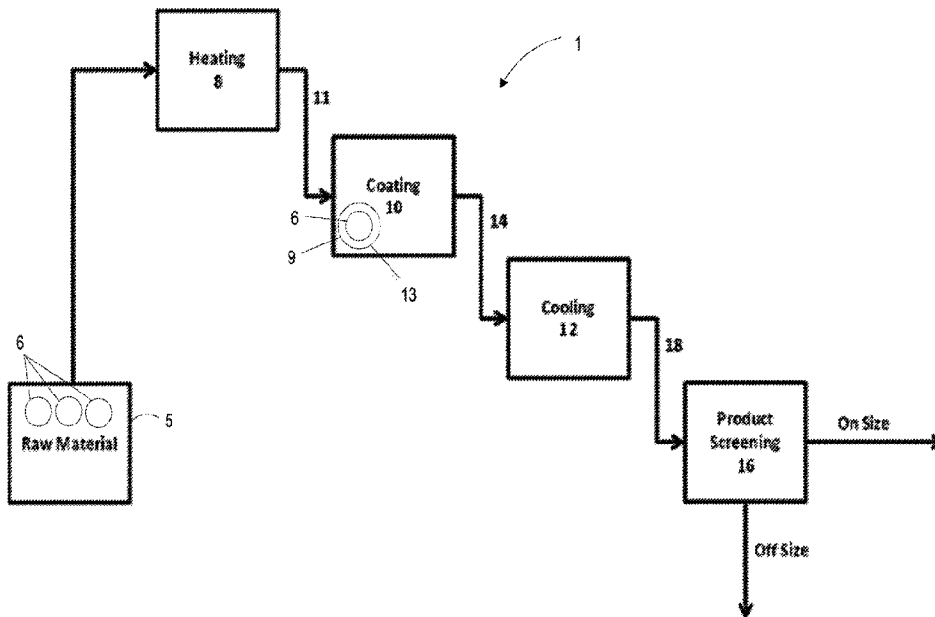 Heating
8
1
11
Coating
10
6
9
13
14
Cooling
12
18
6
5
Raw Material
Product
Screening
16
On Size
Off Size